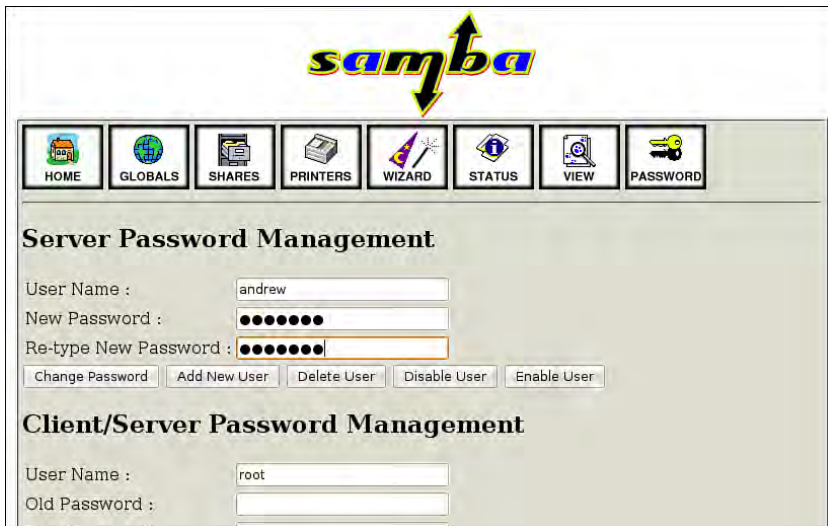 samba
HOME GLOBALS SHARES PRINTERS WIZARD STATUS VIEW PASSWORD
Server Password Management
User Name : andrew
New Password : ●●●●●●●
Re-type New Password : ●●●●●●●
Change Password Add New User Delete User Disable User Enable User
Client/Server Password Management
User Name : root
Old Password :